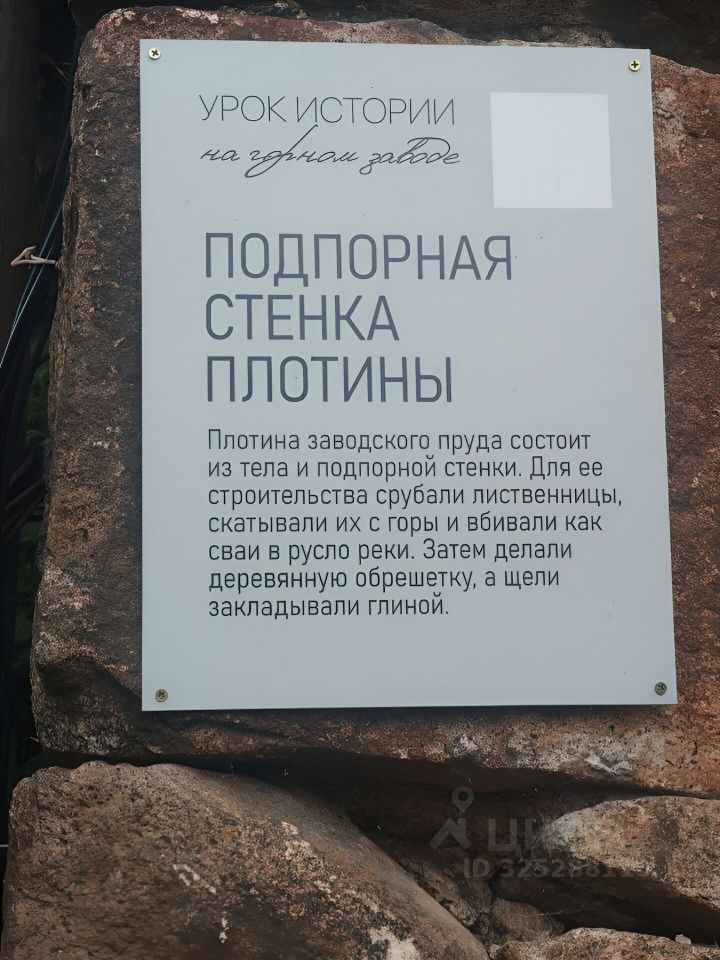 УРОК ИСТОРИИ
на горном заводе
ПОДПОРНАЯ
СТЕНКА
ПЛОТИНЫ
Плотина заводского пруда состоит
из тела и подпорной стенки. Для ее
строительства срубали лиственницы,
скатывали их с горы и вбивали как
сваи в русло реки. Затем делали
деревянную обрешетку, а щели
закладывали глиной.